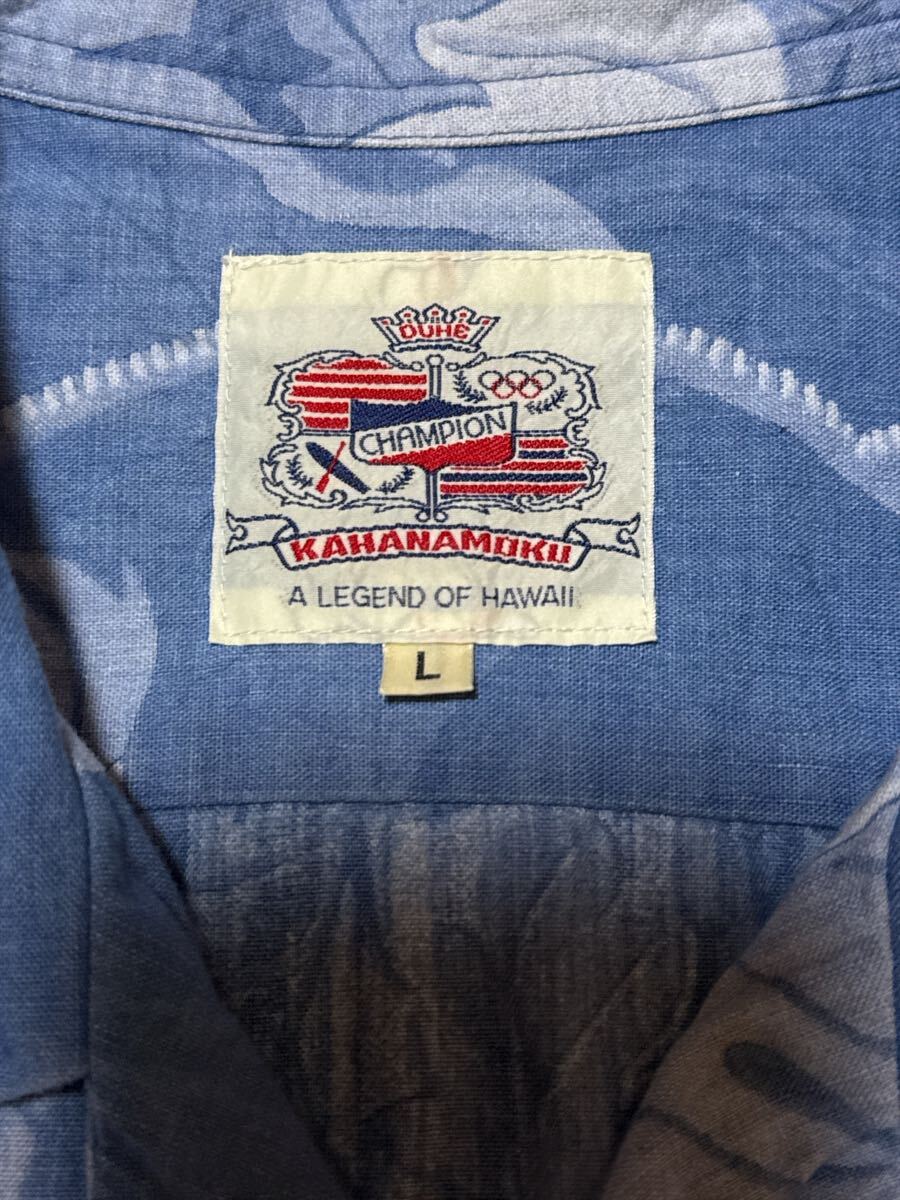 DUKE
CHAMPION
KAHANAMOKU
A LEGEND OF HAWAII
L